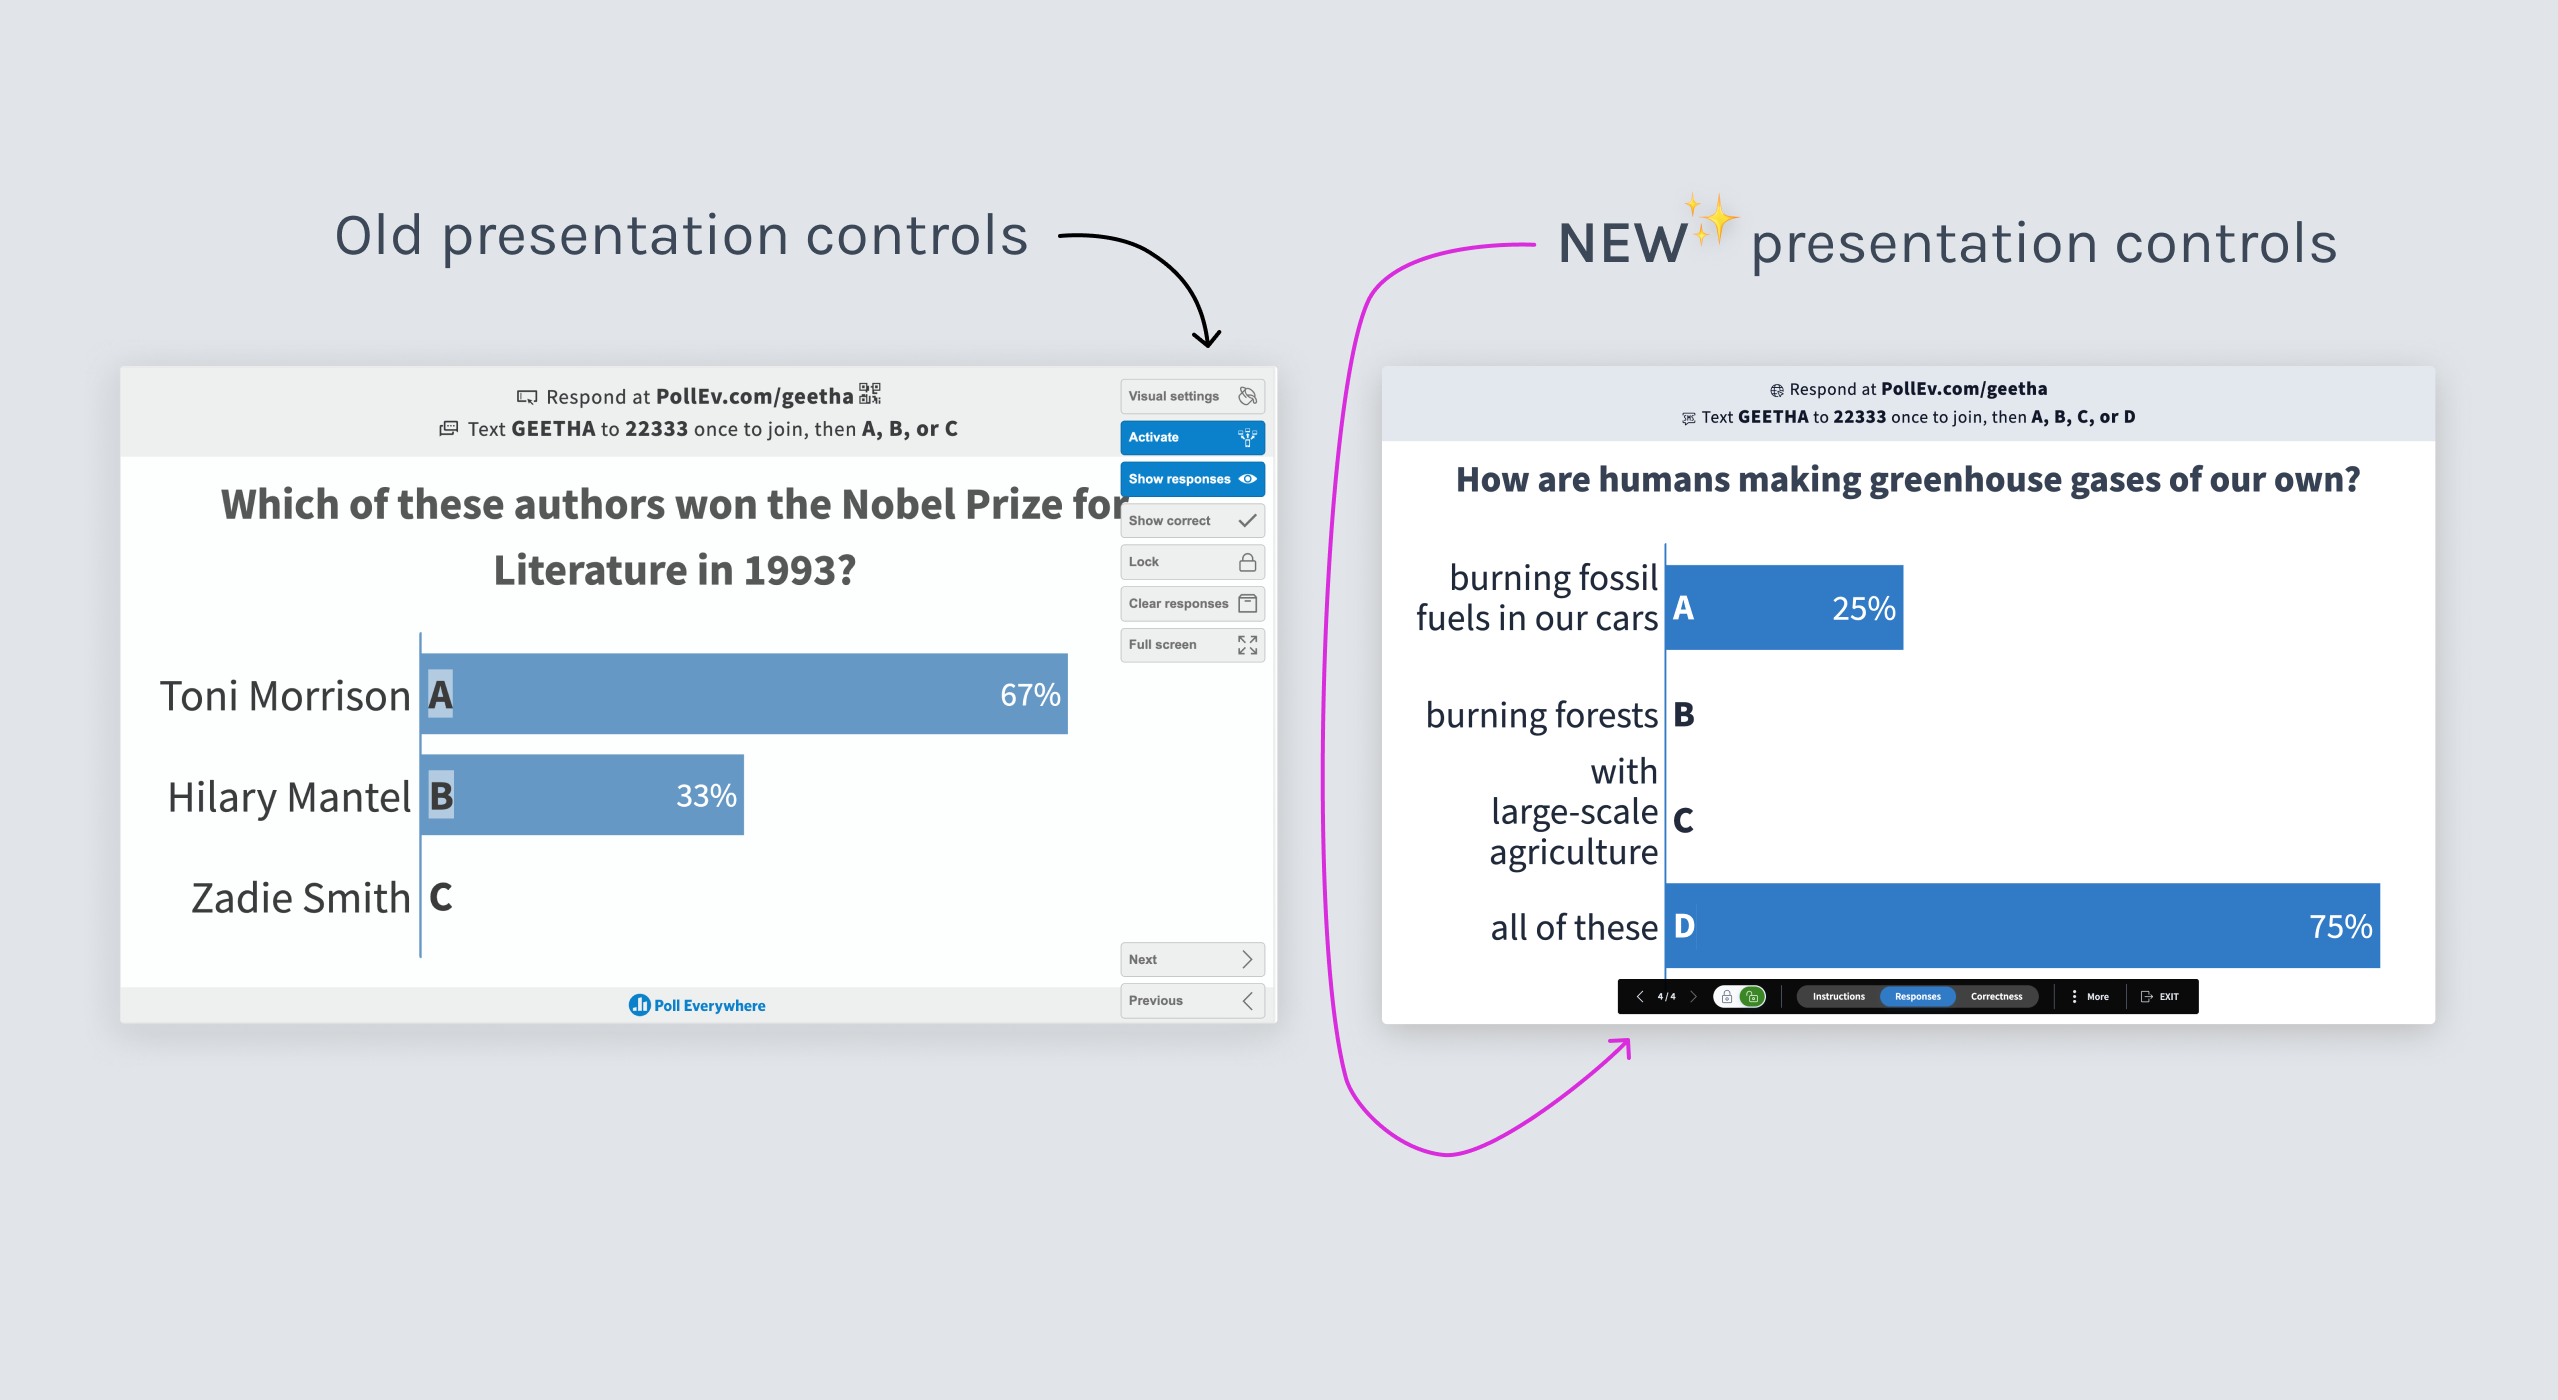 Old presentation controls
Respond at PollEv.com/geetha
Text GEETHA to 22333 once to join, then A, B, or C
Which of these authors won the Nobel Prize for
Literature in 1993?
Toni Morrison A 67%
Hilary Mantel B 33%
Zadie Smith C
Visual settings
Activate
Show responses
Show correct
Lock
Clear responses
Full screen
Next
Previous
Poll Everywhere
NEW✨ presentation controls
Respond at PollEv.com/geetha
Text GEETHA to 22333 once to join, then A, B, C, or D
How are humans making greenhouse gases of our own?
burning fossil
fuels in our cars A 25%
burning forests B
with
large-scale C
agriculture
all of these D 75%
4 / 4 Instructions Responses Correctness More EXIT